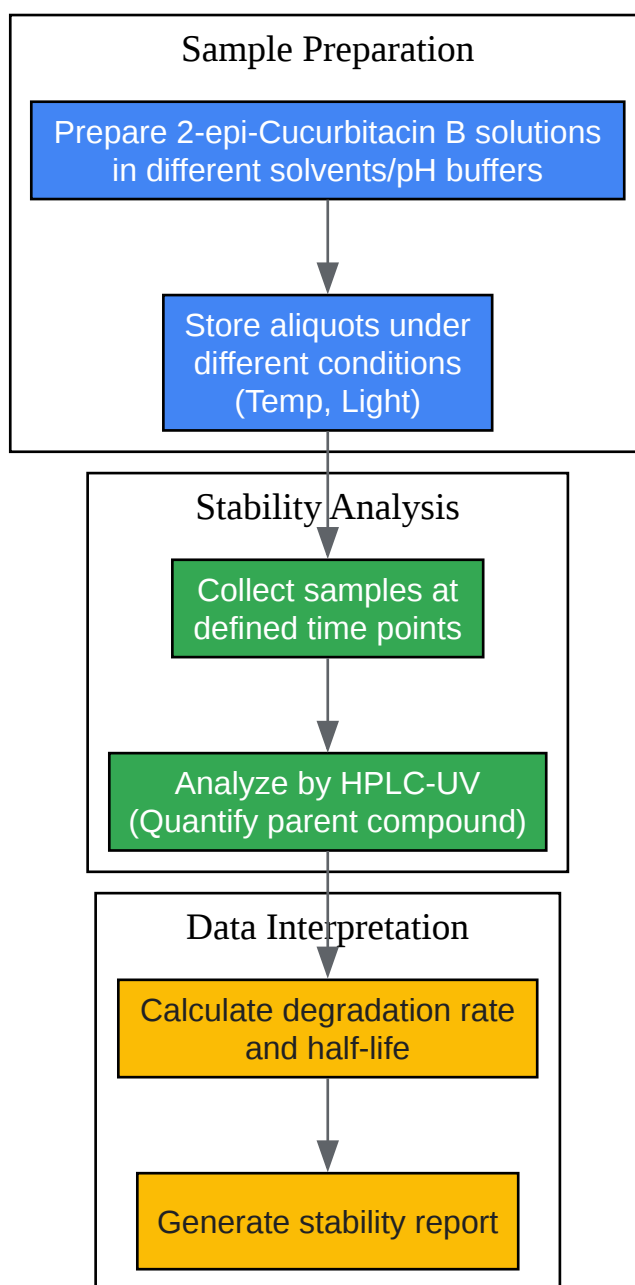 Sample Preparation
Prepare 2-epi-Cucurbitacin B solutions
in different solvents/pH buffers
Store aliquots under
different conditions
(Temp, Light)
Stability Analysis
Collect samples at
defined time points
Analyze by HPLC-UV
(Quantify parent compound)
Data Interpretation
Calculate degradation rate
and half-life
Generate stability report